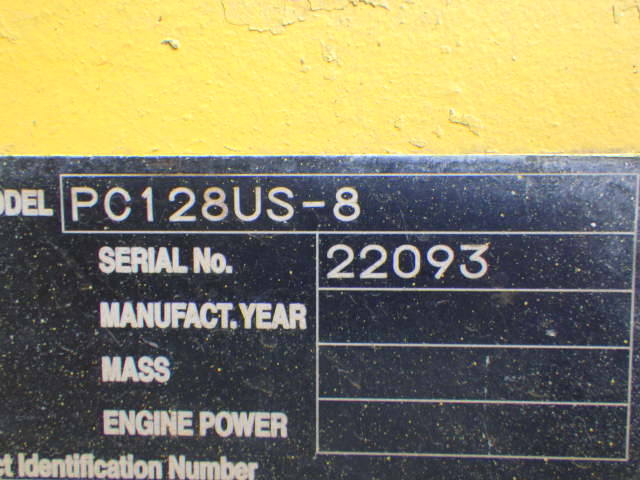 ODEL PC128US-8
SERIAL No. 22093
MANUFACT.YEAR
MASS
ENGINE POWER
ct Identification Number